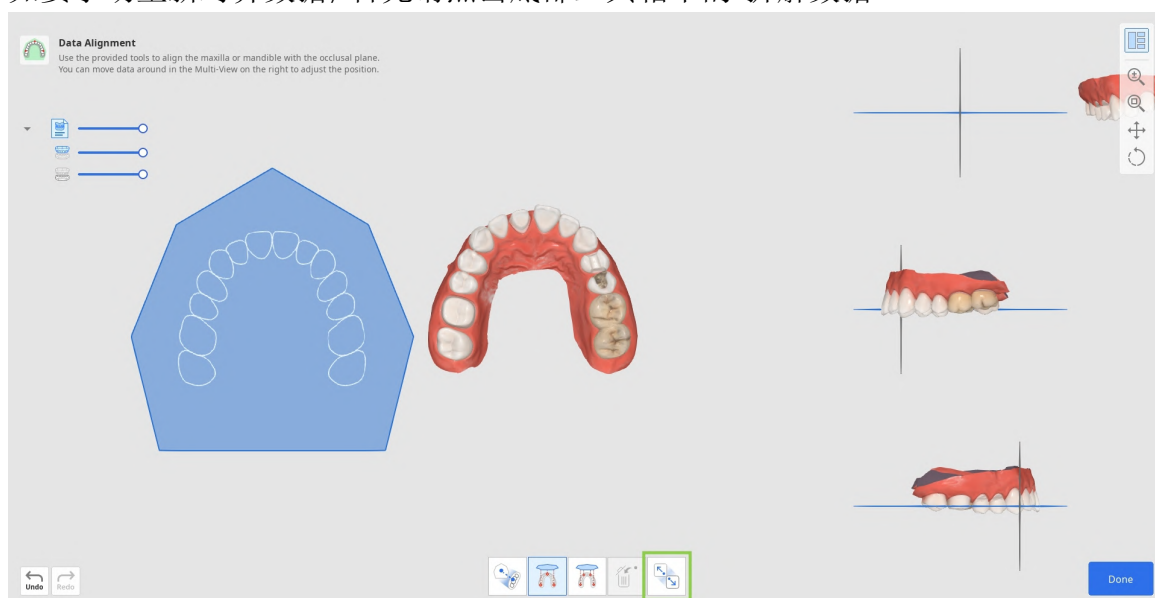 Data Alignment
Use the provided tools to align the maxilla or mandible with the occlusal plane.
You can move data around in the Multi-View on the right to adjust the position.
Undo
Redo
Done